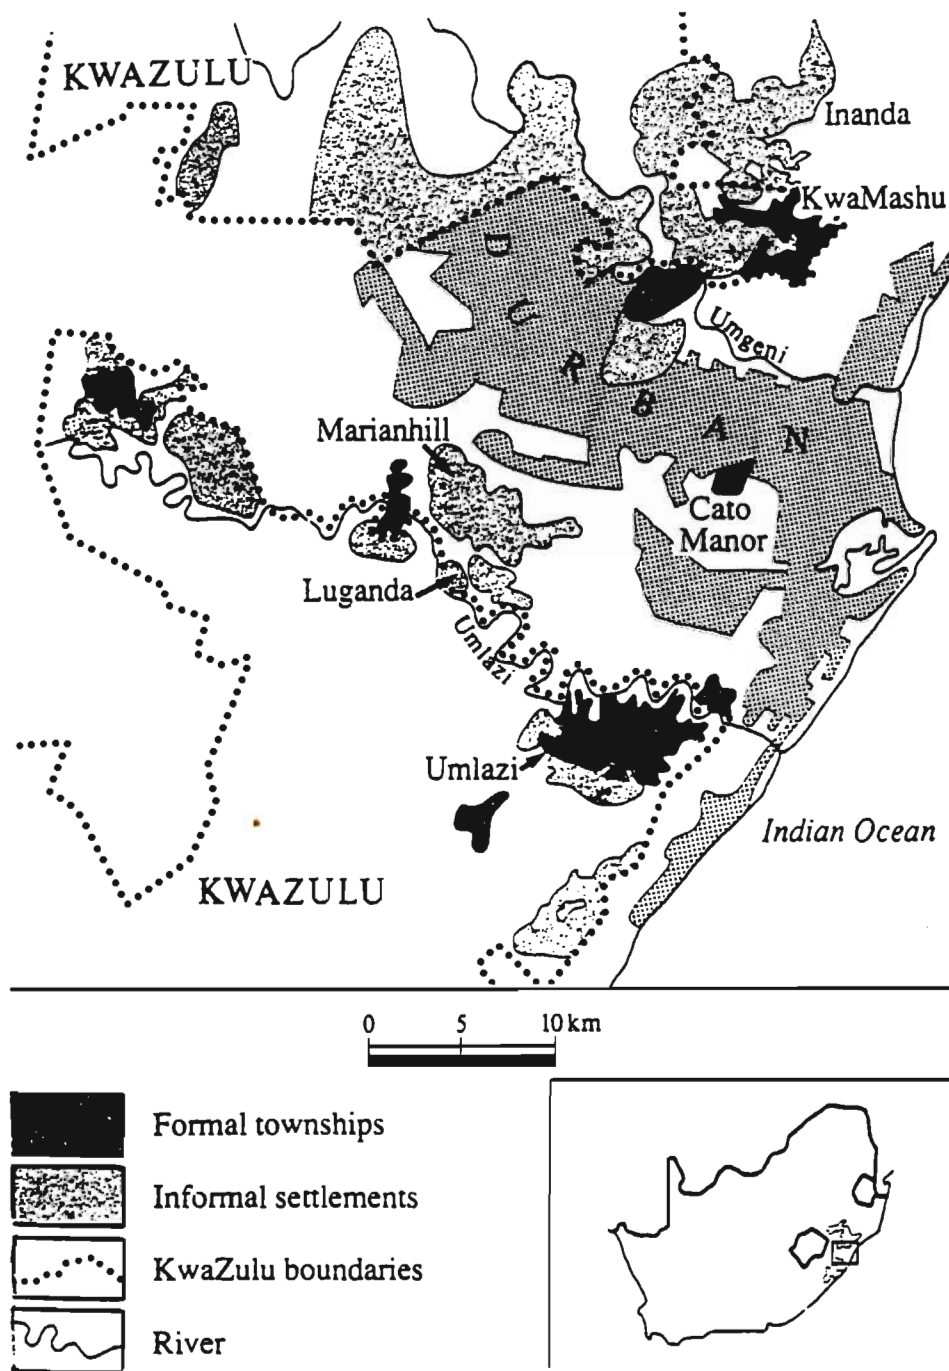 KWAZULU
Inanda
KwaMashu
DURBAN
Umgeni
Marianhill
Cato
Manor
Luganda
Umlazi
Umlazi
Indian Ocean
KWAZULU
0 5 10 km
Formal townships
Informal settlements
KwaZulu boundaries
River